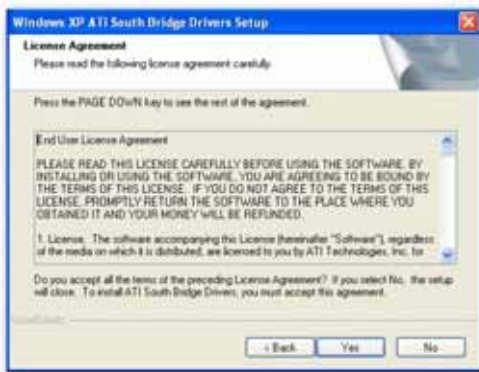 Windows XP ATI South Bridge Drivers Setup
License Agreement
Please read the following license agreement carefully.
Press the PAGE DOWN key to see the rest of the agreement.
End User License Agreement
PLEASE READ THIS LICENSE CAREFULLY BEFORE USING THE SOFTWARE. BY
INSTALLING OR USING THE SOFTWARE, YOU ARE AGREEING TO BE BOUND BY
THE TERMS OF THIS LICENSE. IF YOU DO NOT AGREE TO THE TERMS OF THIS
LICENSE, PROMPTLY RETURN THE SOFTWARE TO THE PLACE WHERE YOU
OBTAINED IT AND YOUR MONEY WILL BE REFUNDED.
1. License. The software accompanying this License (hereinafter "Software"), regardless
of the media on which it is distributed, are licensed to you by ATI Technologies, Inc. for
Do you accept all the terms of the preceding License Agreement? If you select No, the setup
will close. To install ATI South Bridge Drivers, you must accept this agreement.
< Back Yes No